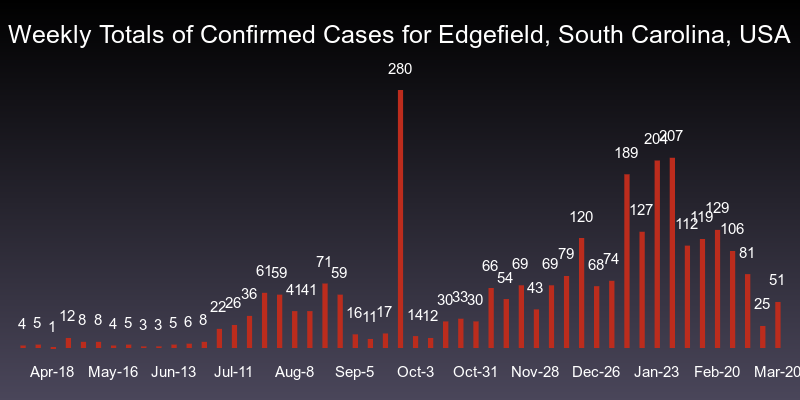 Weekly Totals of Confirmed Cases for Edgefield, South Carolina, USA
4 5 1 12 8 8 4 5 3 3 5 6 8 22 26 36 61 59 41 41 71 59 16 11 17 280 14 12 30 33 30 66 54 69 43 69 79 120 68 74 189 127 204 207 112 119 129 106 81 25 51
Apr-18 May-16 Jun-13 Jul-11 Aug-8 Sep-5 Oct-3 Oct-31 Nov-28 Dec-26 Jan-23 Feb-20 Mar-20